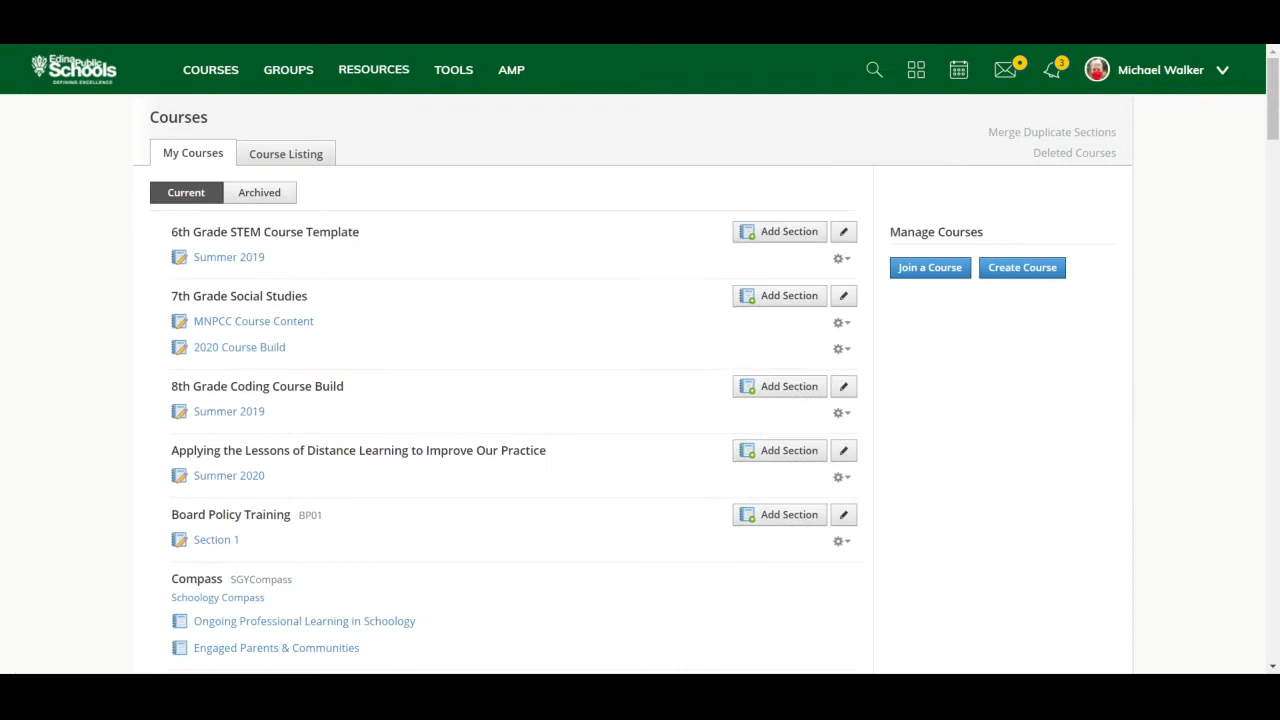 Edina Public
Schools
DEFINING EXCELLENCE
COURSES GROUPS RESOURCES TOOLS AMP
3
Michael Walker
Courses
Merge Duplicate Sections
Deleted Courses
My Courses
Course Listing
Current
Archived
6th Grade STEM Course Template
Add Section
Summer 2019
7th Grade Social Studies
Add Section
MNPCC Course Content
2020 Course Build
8th Grade Coding Course Build
Add Section
Summer 2019
Applying the Lessons of Distance Learning to Improve Our Practice
Add Section
Summer 2020
Board Policy Training BP01
Add Section
Section 1
Compass SGYCompass
Schoology Compass
Ongoing Professional Learning in Schoology
Engaged Parents & Communities
Manage Courses
Join a Course
Create Course